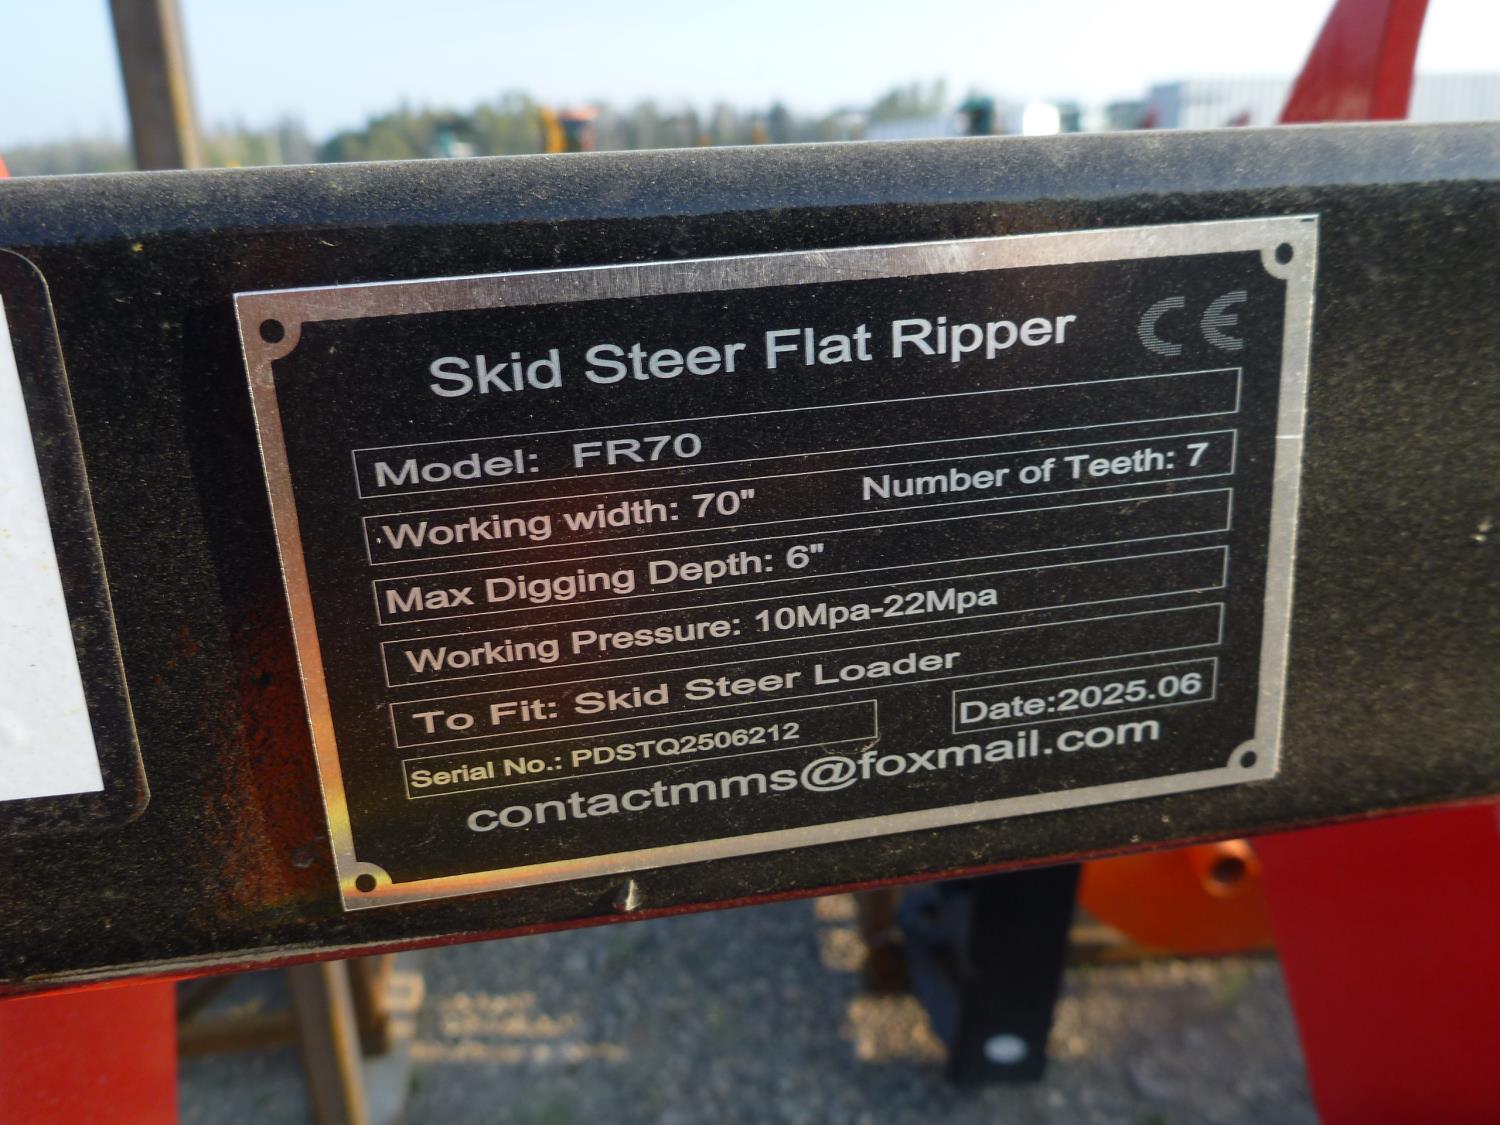 Skid Steer Flat Ripper CE
Model: FR70
Working width: 70" Number of Teeth: 7
Max Digging Depth: 6"
Working Pressure: 10Mpa-22Mpa
To Fit: Skid Steer Loader
Serial No.: PDSTQ2506212 Date:2025.06
contactmms@foxmail.com